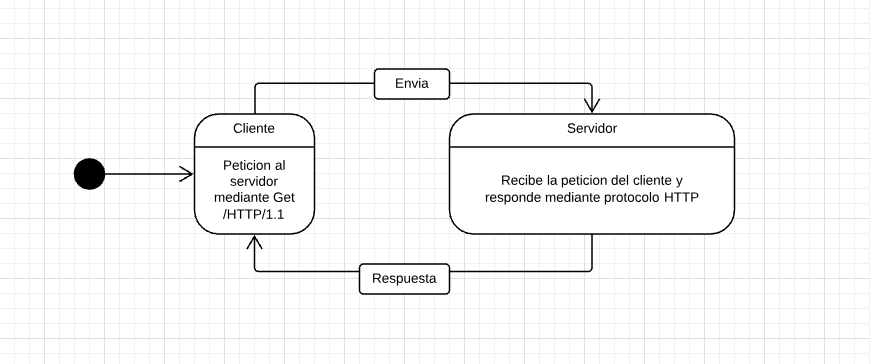 Envia
Cliente
Servidor
Peticion al
servidor
mediante Get
/HTTP/1.1
Recibe la peticion del cliente y
responde mediante protocolo HTTP
Respuesta